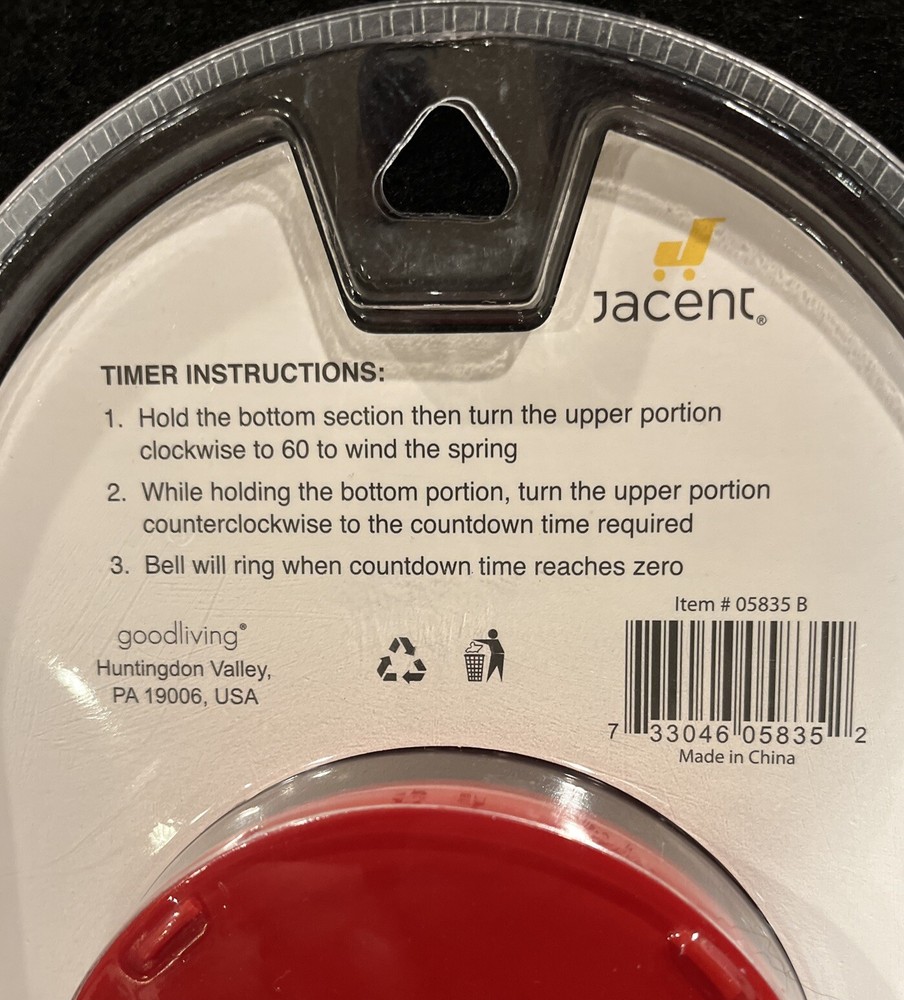 Jacent®
TIMER INSTRUCTIONS:
1. Hold the bottom section then turn the upper portion
clockwise to 60 to wind the spring
2. While holding the bottom portion, turn the upper portion
counterclockwise to the countdown time required
3. Bell will ring when countdown time reaches zero
goodliving®
Huntingdon Valley,
PA 19006, USA
Item # 05835 B
7 33046 05835 2
Made in China